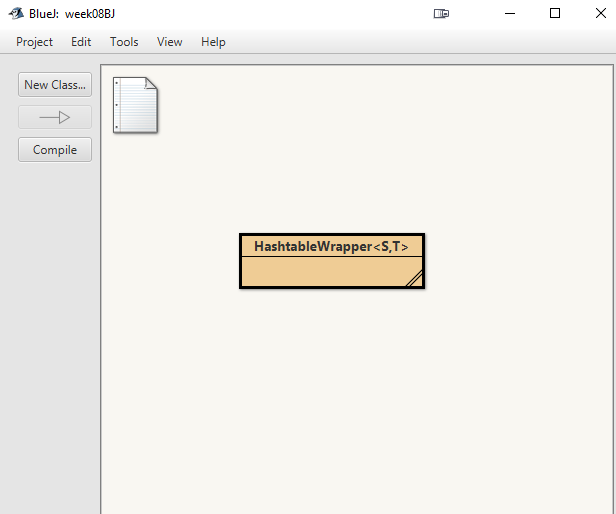 BlueJ: week08BJ
Project Edit Tools View Help
New Class...
Compile
HashtableWrapper<S,T>